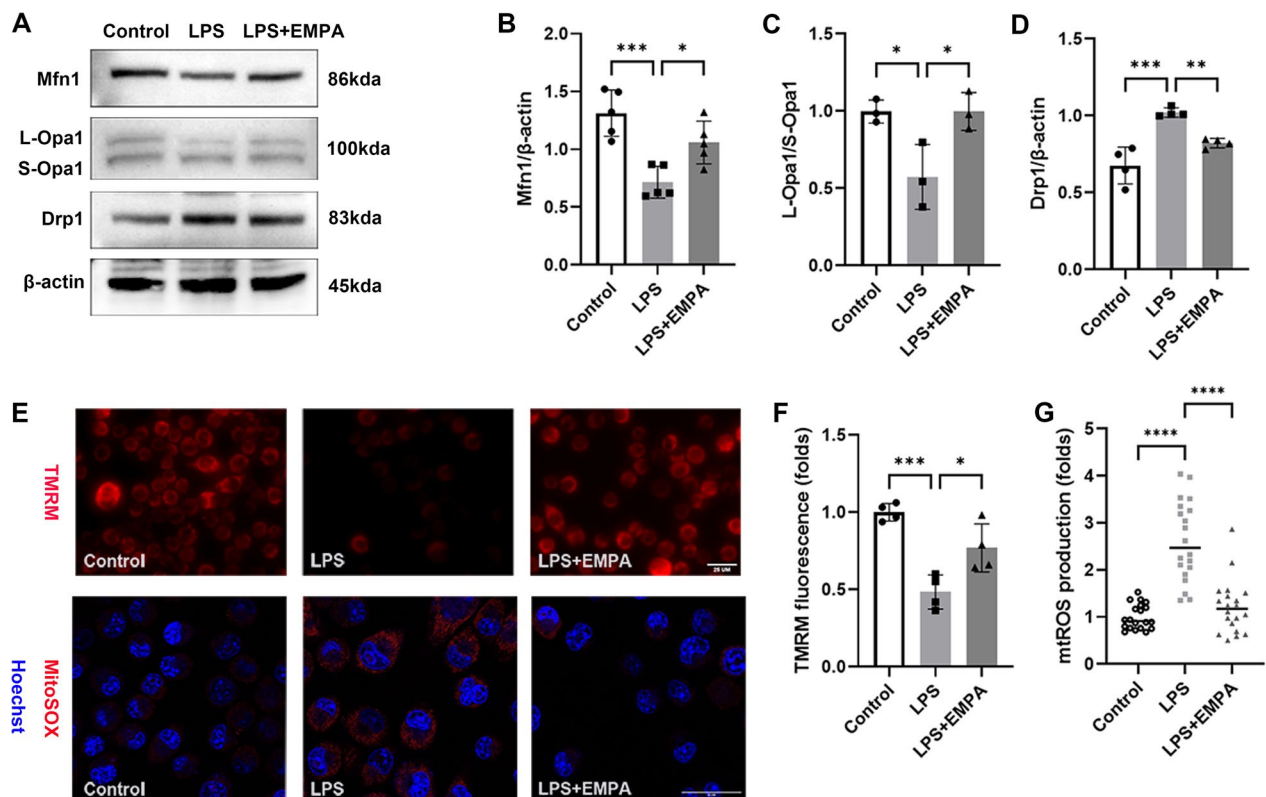 A
Control LPS LPS+EMPA
Mfn1 86kda
L-Opa1
S-Opa1
100kda
Drp1 83kda
β-actin 45kda
B
Mfn1/β-actin
2.0
1.5
1.0
0.5
0.0
*** *
Control LPS LPS+EMPA
C
L-Opa1/S-Opa1
1.5
1.0
0.5
0.0
* *
Control LPS LPS+EMPA
D
Drp1/β-actin
1.5
1.0
0.5
0.0
*** **
Control LPS LPS+EMPA
E
TMRM
Control LPS LPS+EMPA
25 UM
Hoechst MitoSOX
Control LPS LPS+EMPA
F
TMRM fluorescence (folds)
1.5
1.0
0.5
0.0
*** *
Control LPS LPS+EMPA
G
mtROS production (folds)
5
4
3
2
1
0
**** ****
Control LPS LPS+EMPA